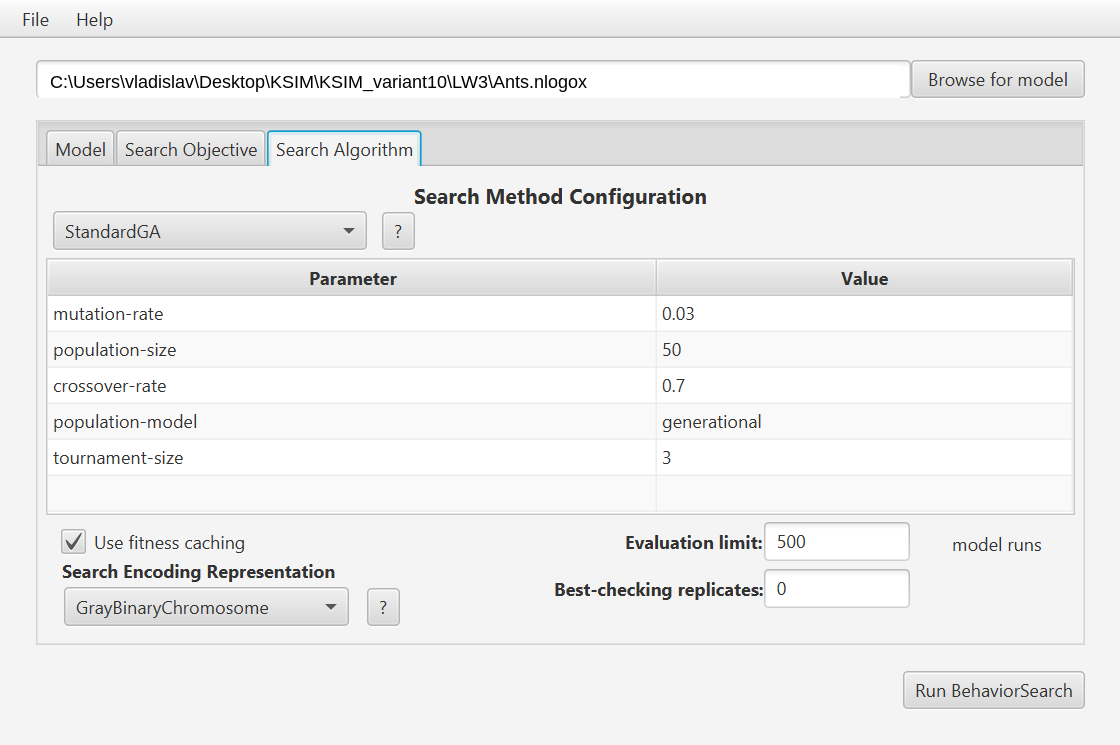 File Help
C:\Users\vladislav\Desktop\KSIM\KSIM_variant10\LW3\Ants.nlogox Browse for model
Model Search Objective Search Algorithm
Search Method Configuration
StandardGA ?
Parameter Value
mutation-rate 0.03
population-size 50
crossover-rate 0.7
population-model generational
tournament-size 3
Use fitness caching Evaluation limit: 500 model runs
Search Encoding Representation
Best-checking replicates: 0
GrayBinaryChromosome ?
Run BehaviorSearch